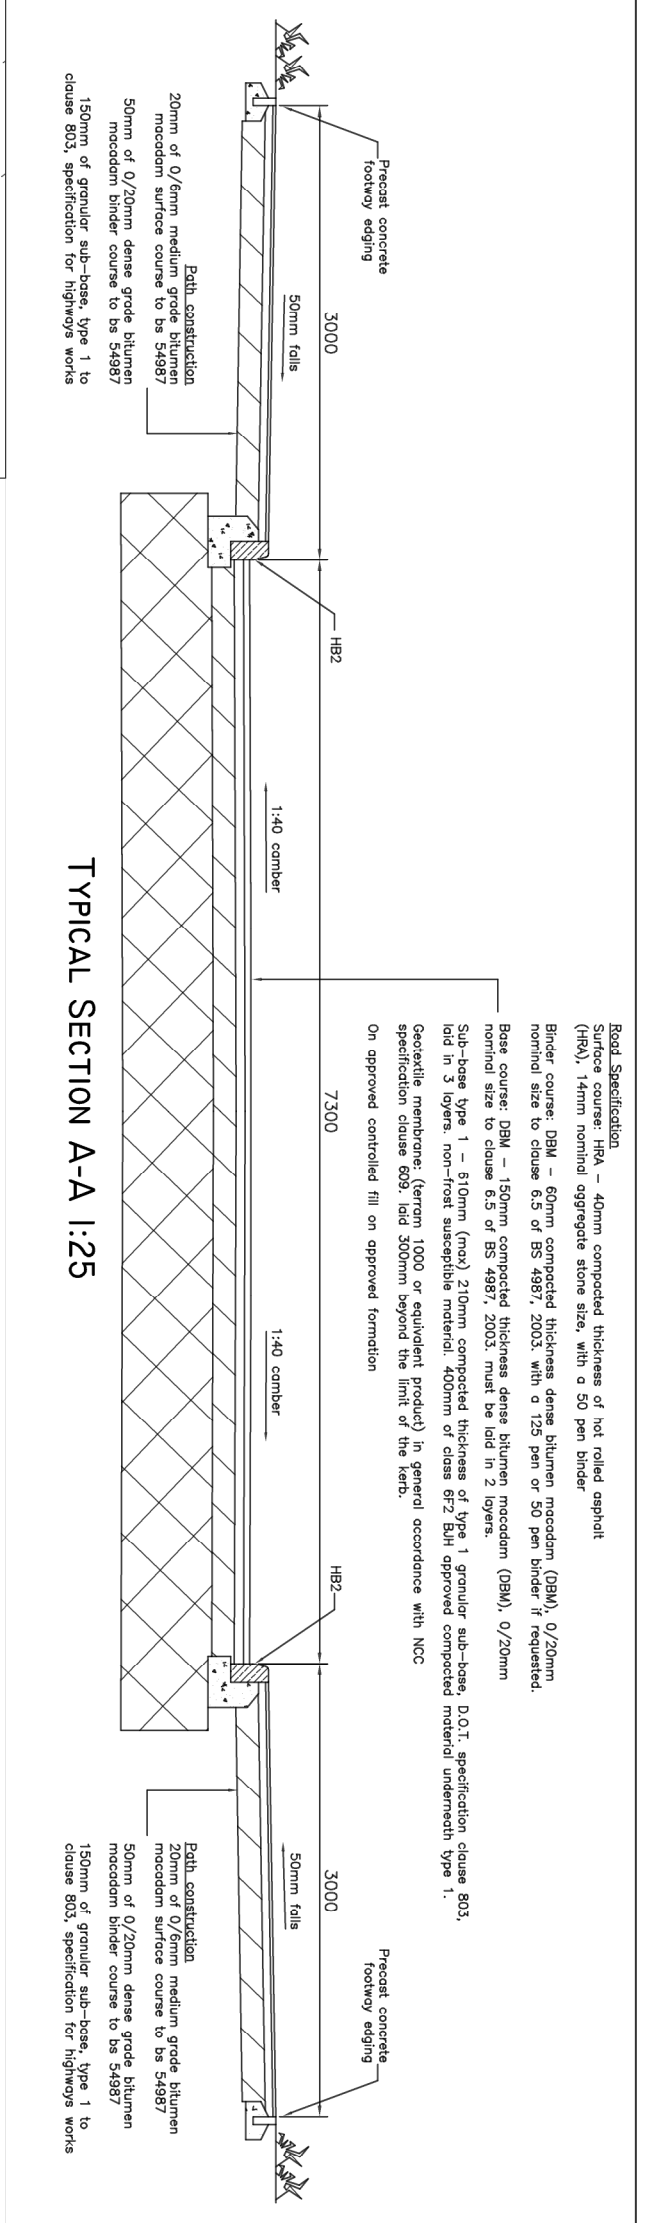 Road Specification
Surface course: HRA – 40mm compacted thickness of hot rolled asphalt
(HRA), 14mm nominal aggregate stone size, with a 50 pen binder
Binder course: DBM – 60mm compacted thickness dense bitumen macadam (DBM), 0/20mm
nominal size to clause 6.5 of BS 4987, 2003. with a 125 pen or 50 pen binder if requested.
Base course: DBM – 150mm compacted thickness dense bitumen macadam (DBM), 0/20mm
nominal size to clause 6.5 of BS 4987, 2003. must be laid in 2 layers.
Sub-base type 1 – 610mm (max) 210mm compacted thickness of type 1 granular sub-base, D.O.T. specification clause 803,
laid in 3 layers. non-frost susceptible material. 400mm of class 6F2 BJH approved compacted material underneath type 1.
Geotextile membrane: (terram 1000 or equivalent product) in general accordance with NCC
specification clause 609. laid 300mm beyond the limit of the kerb.
On approved controlled fill on approved formation
Precast concrete
footway edging
Precast concrete
footway edging
3000
HB2
7300
HB2
3000
50mm falls
1:40 camber
1:40 camber
50mm falls
Path construction
20mm of 0/6mm medium grade bitumen
macadam surface course to bs 54987
50mm of 0/20mm dense grade bitumen
macadam binder course to bs 54987
150mm of granular sub-base, type 1 to
clause 803, specification for highways works
Path construction
20mm of 0/6mm medium grade bitumen
macadam surface course to bs 54987
50mm of 0/20mm dense grade bitumen
macadam binder course to bs 54987
150mm of granular sub-base, type 1 to
clause 803, specification for highways works
TYPICAL SECTION A-A 1:25